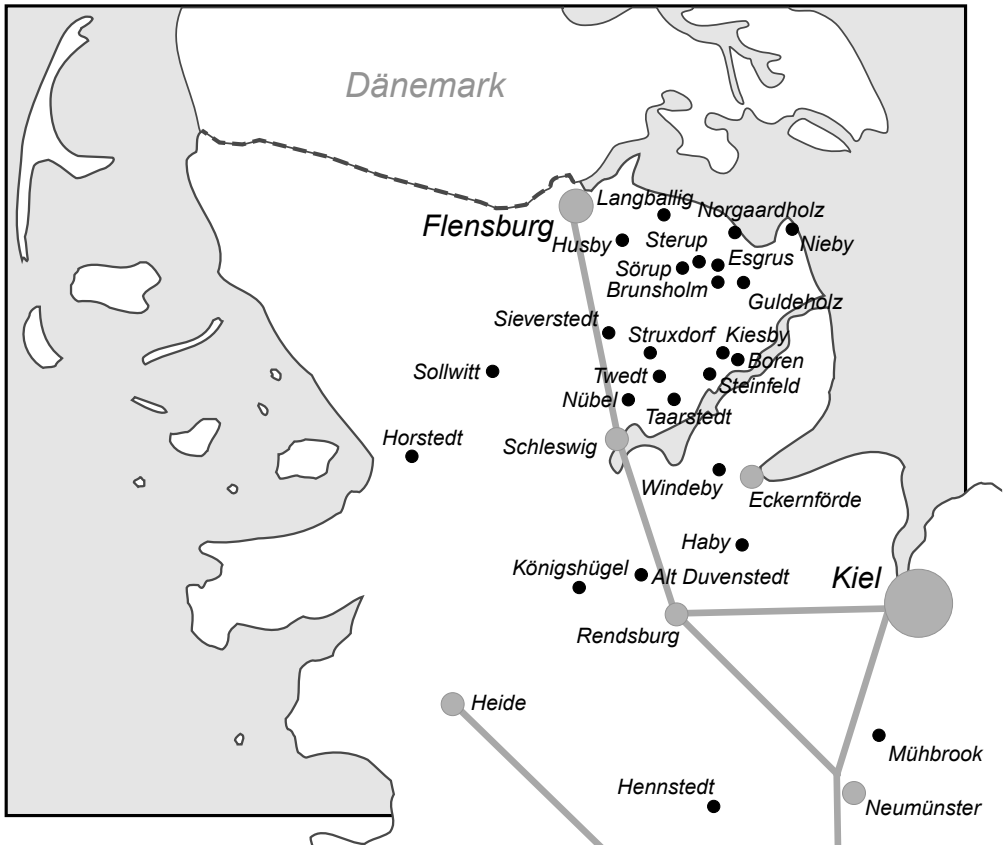 Dänemark
Langballig
Norgaardholz
Flensburg
Husby
Sterup
Nieby
Esgrus
Sörup
Brunsholm
Guldeholz
Sieverstedt
Struxdorf
Kiesby
Boren
Sollwitt
Twedt
Steinfeld
Nübel
Taarstedt
Horstedt
Schleswig
Windeby
Eckernförde
Haby
Königshügel
Alt Duvenstedt
Kiel
Rendsburg
Heide
Mühbrook
Hennstedt
Neumünster